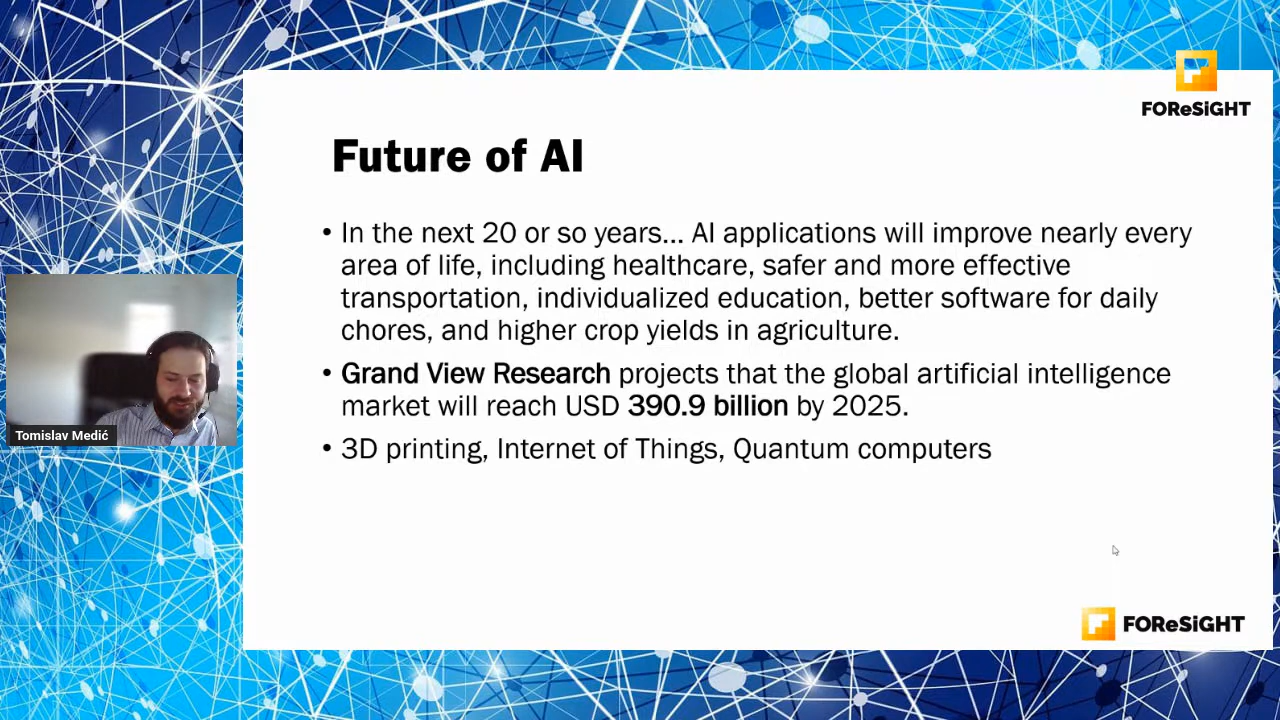 FOReSiGHT
Future of AI
• In the next 20 or so years... AI applications will improve nearly every
area of life, including healthcare, safer and more effective
transportation, individualized education, better software for daily
chores, and higher crop yields in agriculture.
• Grand View Research projects that the global artificial intelligence
market will reach USD 390.9 billion by 2025.
• 3D printing, Internet of Things, Quantum computers
Tomislav Medić
FOReSiGHT